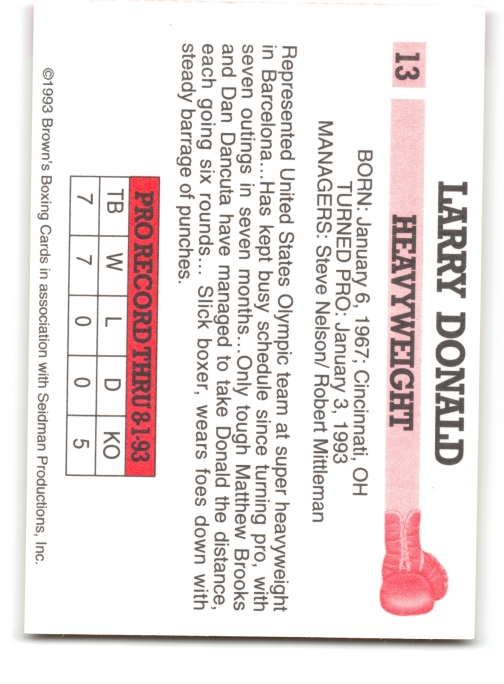 LARRY DONALD
13 HEAVYWEIGHT
BORN: January 6, 1967; Cincinnati, OH
TURNED PRO: January 3, 1993
MANAGERS: Steve Nelson/ Robert Mittleman
Represented United States Olympic team at super heavyweight
in Barcelona...Has kept busy schedule since turning pro, with
seven outings in seven months...Only tough Matthew Brooks
and Dan Dancuta have managed to take Donald the distance,
each going six rounds... Slick boxer, wears foes down with
steady barrage of punches.
PRO RECORD THRU 8-1-93
TB W L D KO
7 7 0 0 5
©1993 Brown's Boxing Cards in association with Seidman Productions, Inc.